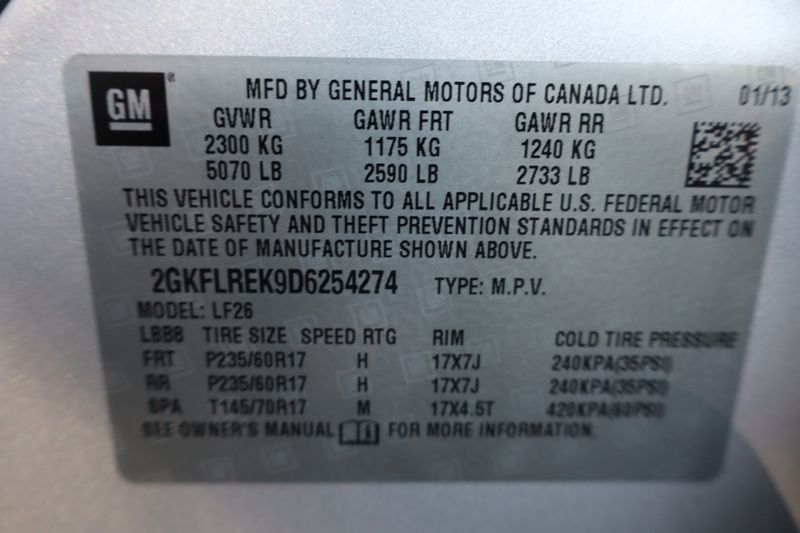 GM ® MFD BY GENERAL MOTORS OF CANADA LTD. 01/13
GVWR GAWR FRT GAWR RR
2300 KG 1175 KG 1240 KG
5070 LB 2590 LB 2733 LB
THIS VEHICLE CONFORMS TO ALL APPLICABLE U.S. FEDERAL MOTOR
VEHICLE SAFETY AND THEFT PREVENTION STANDARDS IN EFFECT ON
THE DATE OF MANUFACTURE SHOWN ABOVE.
2GKFLREK9D6254274 TYPE: M.P.V.
MODEL: LF26
LBB8 TIRE SIZE SPEED RTG RIM COLD TIRE PRESSURE
FRT P235/60R17 H 17X7J 240KPA(35PSI)
RR P235/60R17 H 17X7J 240KPA(35PSI)
SPA T145/70R17 M 17X4.5T 420KPA(60PSI)
SEE OWNER'S MANUAL FOR MORE INFORMATION.